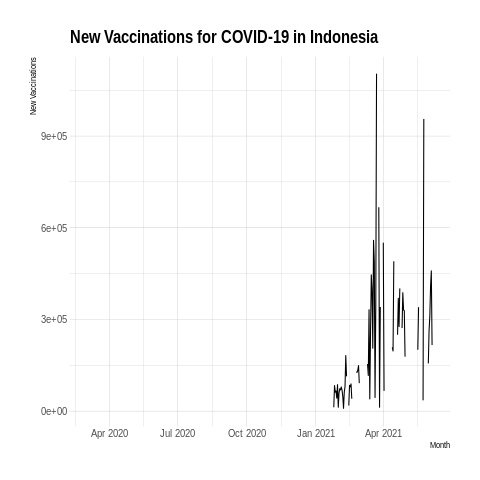 New Vaccinations for COVID-19 in Indonesia
New Vaccinations
9e+05
6e+05
3e+05
0e+00
Apr 2020 Jul 2020 Oct 2020 Jan 2021 Apr 2021
Month